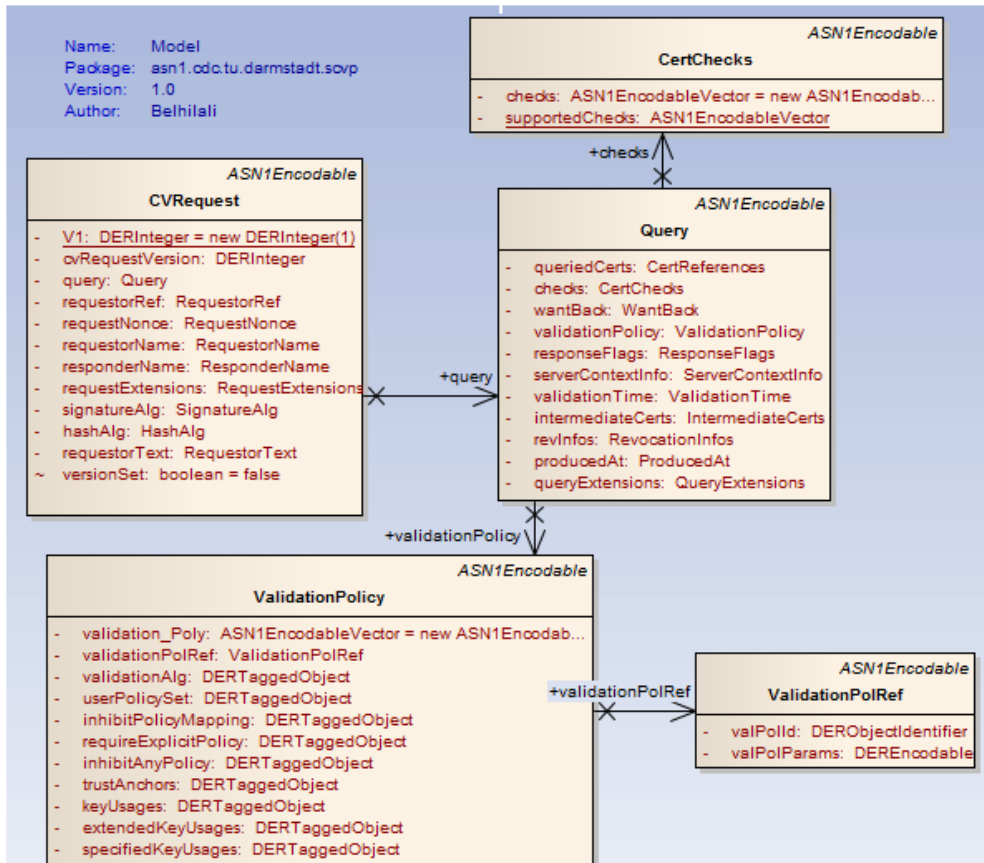 Name: Model
Package: asn1.cdc.tu.darmstadt.scvp
Version: 1.0
Author: Belhilali
ASN1Encodable
CertChecks
- checks: ASN1EncodableVector = new ASN1Encodab...
- supportedChecks: ASN1EncodableVector
+checks
ASN1Encodable
CVRequest
- V1: DERInteger = new DERInteger(1)
- cvRequestVersion: DERInteger
- query: Query
- requestorRef: RequestorRef
- requestNonce: RequestNonce
- requestorName: RequestorName
- responderName: ResponderName
- requestExtensions: RequestExtensions
- signatureAlg: SignatureAlg
- hashAlg: HashAlg
- requestorText: RequestorText
~ versionSet: boolean = false
+query
ASN1Encodable
Query
- queriedCerts: CertReferences
- checks: CertChecks
- wantBack: WantBack
- validationPolicy: ValidationPolicy
- responseFlags: ResponseFlags
- serverContextInfo: ServerContextInfo
- validationTime: ValidationTime
- intermediateCerts: IntermediateCerts
- revInfos: RevocationInfos
- producedAt: ProducedAt
- queryExtensions: QueryExtensions
+validationPolicy
ASN1Encodable
ValidationPolicy
- validation_Poly: ASN1EncodableVector = new ASN1Encodab...
- validationPolRef: ValidationPolRef
- validationAlg: DERTaggedObject
- userPolicySet: DERTaggedObject
- inhibitPolicyMapping: DERTaggedObject
- requireExplicitPolicy: DERTaggedObject
- inhibitAnyPolicy: DERTaggedObject
- trustAnchors: DERTaggedObject
- keyUsages: DERTaggedObject
- extendedKeyUsages: DERTaggedObject
- specifiedKeyUsages: DERTaggedObject
+validationPolRef
ASN1Encodable
ValidationPolRef
- valPolId: DERObjectIdentifier
- valPolParams: DEREncodable